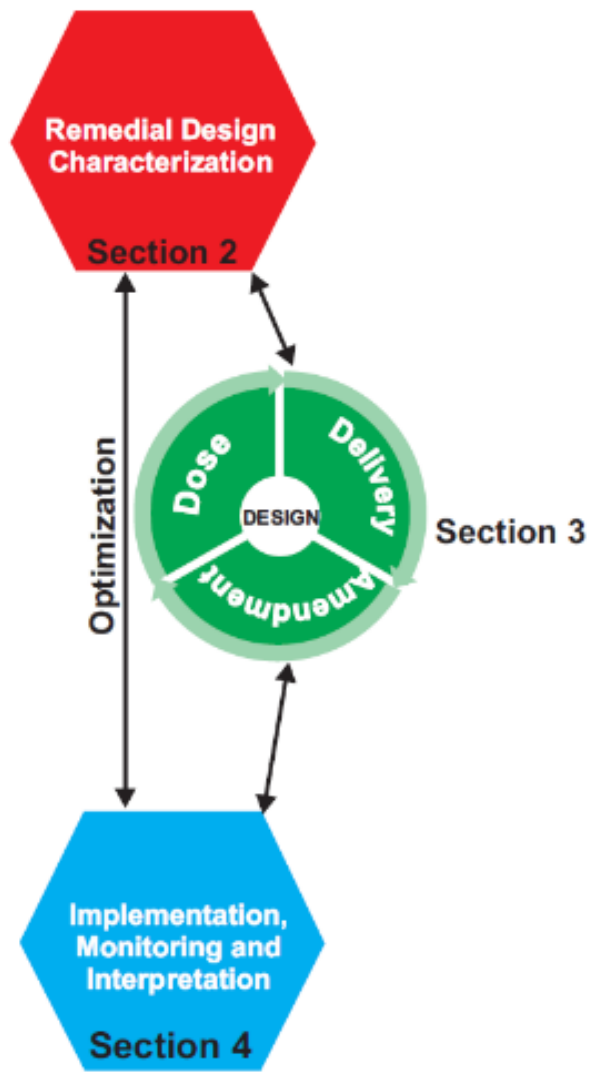 Remedial Design
Characterization
Section 2
Optimization
Dose
Delivery
DESIGN
Amendment
Section 3
Implementation,
Monitoring and
Interpretation
Section 4